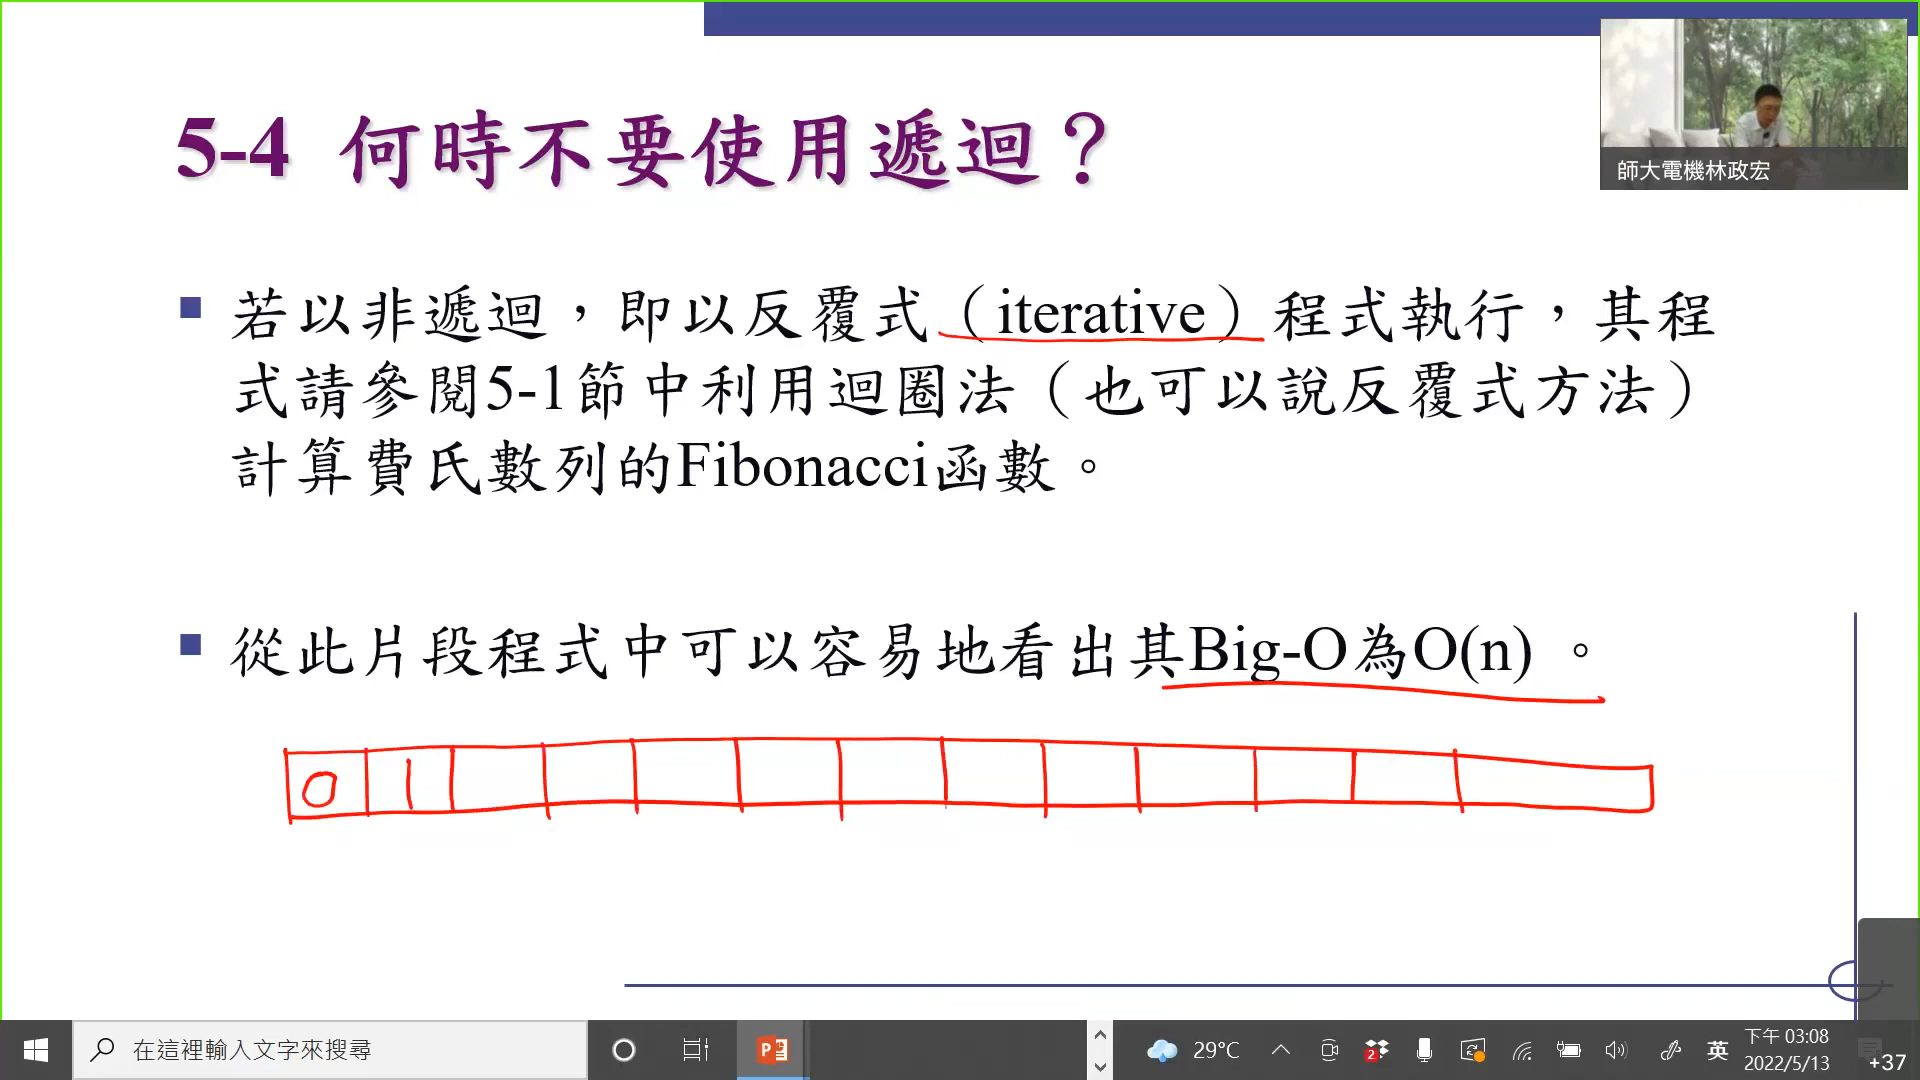 5-4 何時不要使用遞迴？
師大電機林政宏
若以非遞迴，即以反覆式（iterative）程式執行，其程
式請參閱5-1節中利用迴圈法（也可以說反覆式方法）
計算費氏數列的Fibonacci函數。
從此片段程式中可以容易地看出其Big-O為O(n) 。
0 1
在這裡輸入文字來搜尋
29°C
2
英
下午 03:08
2022/5/13
+37